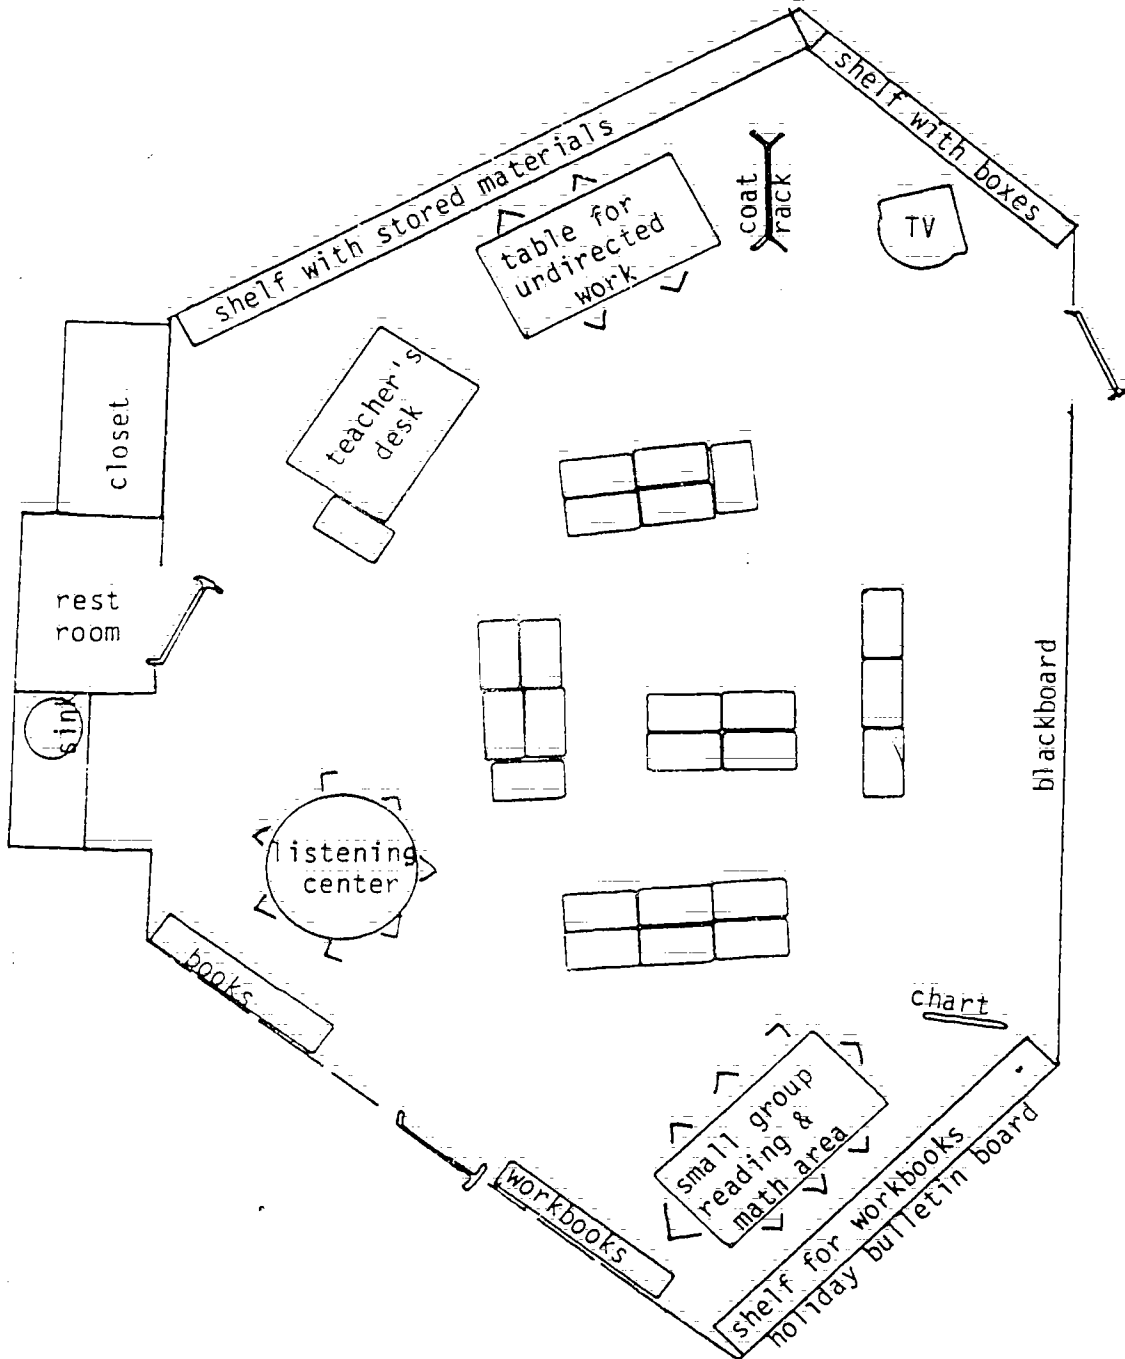 shelf with boxes
shelf with stored materials
coat
rack
TV
table for
urdirected
work
teacher's
desk
closet
rest
room
sink
blackboard
listening
center
books
chart
small group
reading &
math area
workbooks
shelf for workbooks
holiday bulletin board